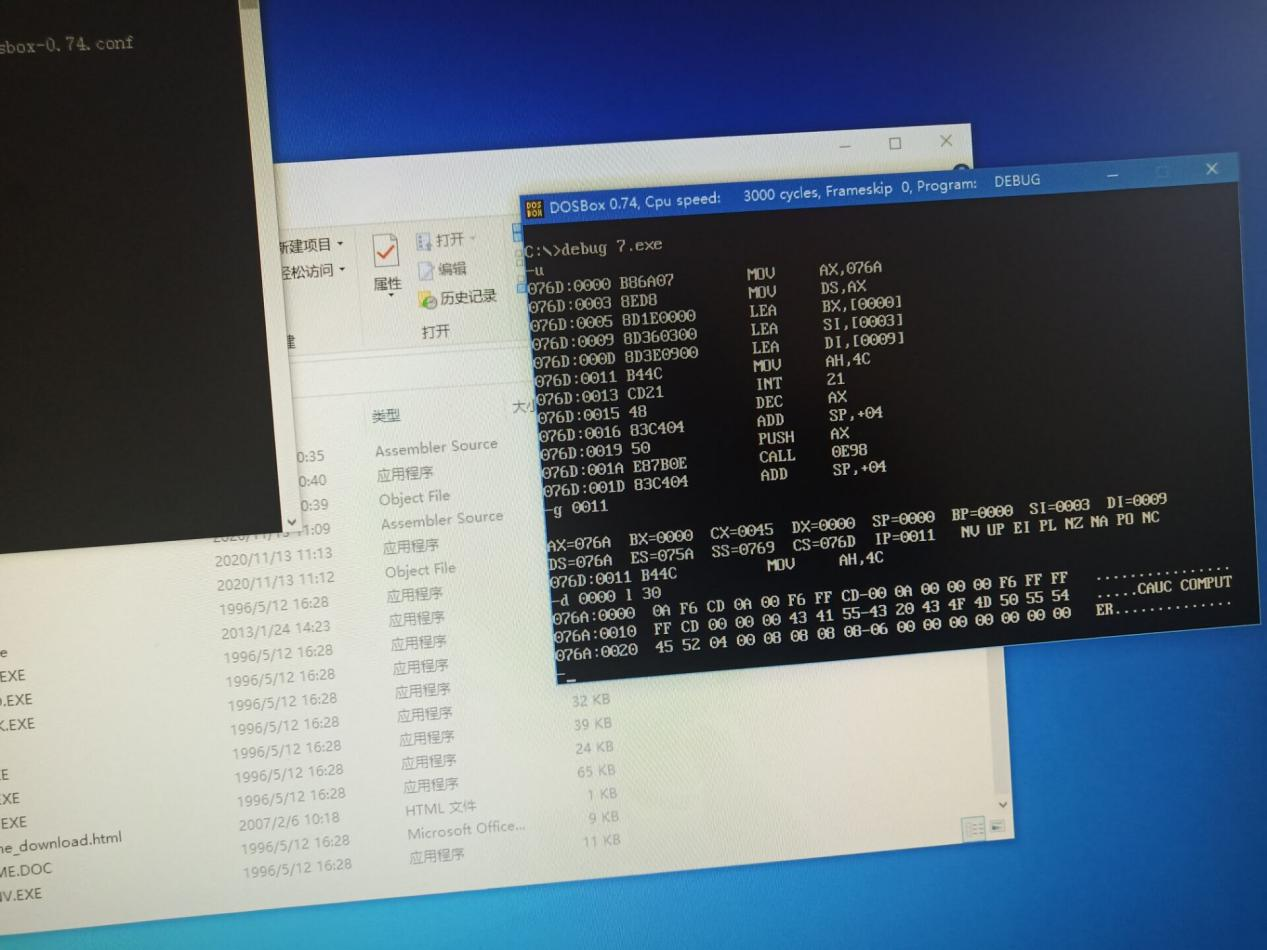 sbox-0.74.conf
新建项目
轻松访问
属性
打开
编辑
历史记录
打开
类型
0:35 Assembler Source
0:40 应用程序
0:39 Object File
11:09 Assembler Source
2020/11/13 11:13 应用程序
2020/11/13 11:12 Object File
1996/5/12 16:28 应用程序
2013/1/24 14:23 应用程序
1996/5/12 16:28 应用程序
EXE 1996/5/12 16:28 应用程序
.EXE 1996/5/12 16:28 应用程序 32 KB
.EXE 1996/5/12 16:28 应用程序 39 KB
1996/5/12 16:28 应用程序 24 KB
E 1996/5/12 16:28 应用程序 65 KB
XE 1996/5/12 16:28 应用程序 1 KB
EXE 2007/2/6 10:18 HTML 文件 9 KB
ne_download.html 1996/5/12 16:28 Microsoft Office... 11 KB
ME.DOC 1996/5/12 16:28 应用程序
IV.EXE
DOSBox 0.74, Cpu speed: 3000 cycles, Frameskip 0, Program: DEBUG
C:\>debug 7.exe
-u
076D:0000 B86A07 MOV AX,076A
076D:0003 8ED8 MOV DS,AX
076D:0005 8D1E0000 LEA BX,[0000]
076D:0009 8D360300 LEA SI,[0003]
076D:000D 8D3E0900 LEA DI,[0009]
076D:0011 B44C MOV AH,4C
076D:0013 CD21 INT 21
076D:0015 48 DEC AX
076D:0016 83C404 ADD SP,+04
076D:0019 50 PUSH AX
076D:001A E87B0E CALL 0E98
076D:001D 83C404 ADD SP,+04
-g 0011
AX=076A BX=0000 CX=0045 DX=0000 SP=0000 BP=0000 SI=0003 DI=0009
DS=076A ES=075A SS=0769 CS=076D IP=0011 NV UP EI PL NZ NA PO NC
076D:0011 B44C MOV AH,4C
-d 0000 l 30
076A:0000 0A F6 CD 0A 00 F6 FF CD-00 0A 00 00 00 F6 FF FF ................
076A:0010 FF CD 00 00 00 43 41 55-43 20 43 4F 4D 50 55 54 .....CAUC COMPUT
076A:0020 45 52 04 00 08 08 08 08-06 00 00 00 00 00 00 00 ER..............
-